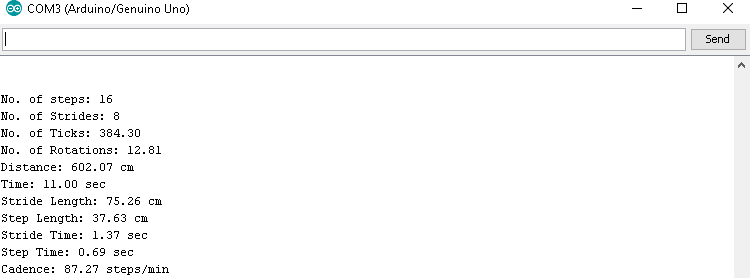 COM3 (Arduino/Genuino Uno)
Send
No. of steps: 16
No. of Strides: 8
No. of Ticks: 384.30
No. of Rotations: 12.81
Distance: 602.07 cm
Time: 11.00 sec
Stride Length: 75.26 cm
Step Length: 37.63 cm
Stride Time: 1.37 sec
Step Time: 0.69 sec
Cadence: 87.27 steps/min